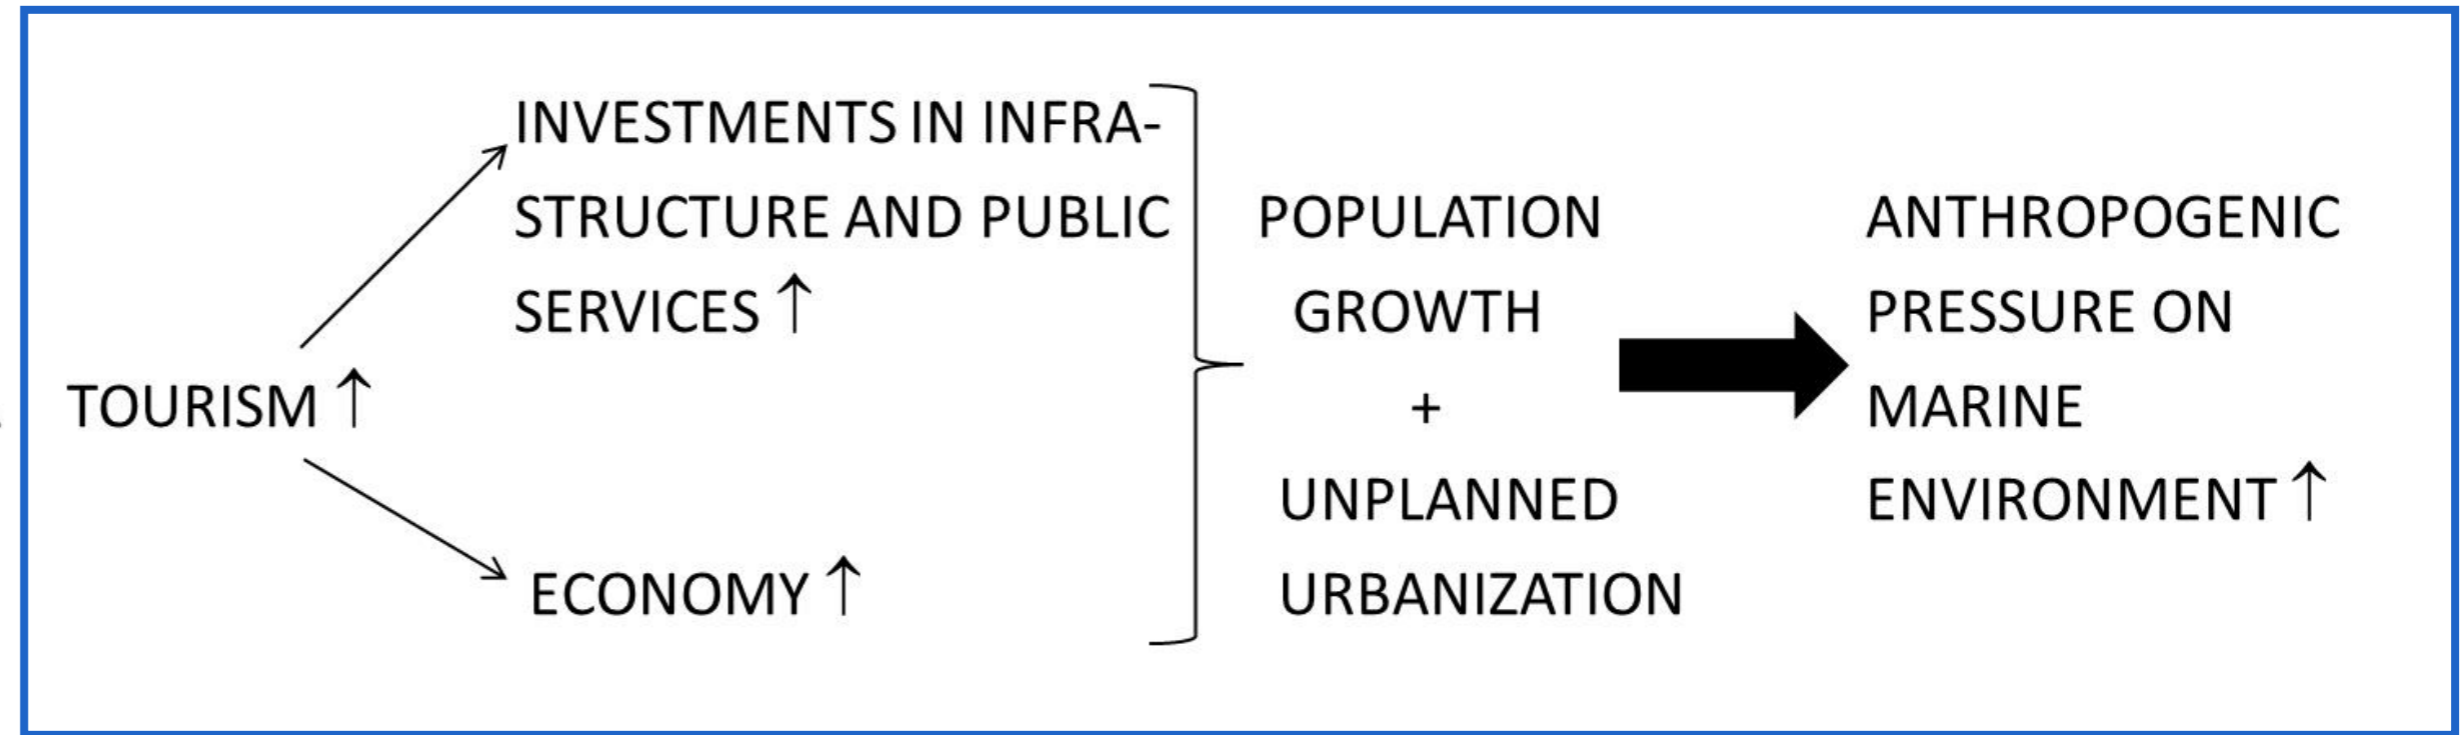 INVESTMENTS IN INFRA-
STRUCTURE AND PUBLIC
SERVICES ↑
TOURISM ↑
ECONOMY ↑
POPULATION
GROWTH
+
UNPLANNED
URBANIZATION
ANTHROPOGENIC
PRESSURE ON
MARINE
ENVIRONMENT ↑